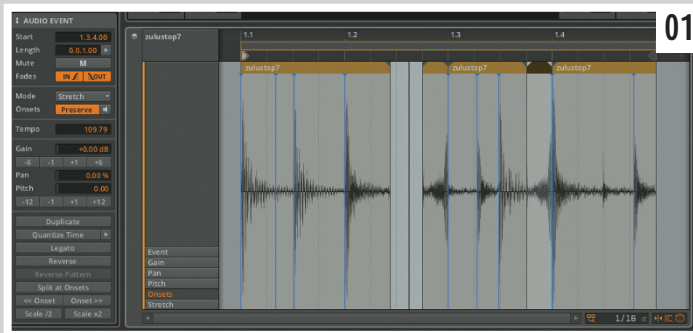 01
AUDIO EVENT
Start 1.3.4.00
Length 0.0.1.00
Mute M
Fades IN OUT
Mode Stretch
Onsets Preserve
Tempo 109.79
Gain +0.00 dB
-6 -1 +1 +6
Pan 0.00 %
Pitch 0.00
-12 -1 +1 +12
Duplicate
Quantize Time
Legato
Reverse
Reverse Pattern
Split at Onsets
<< Onset Onset >>
Scale /2 Scale x2
zulustop7
1.1 1.2 1.3 1.4
zulustop7 zulustop7 zulustop7
Event
Gain
Pan
Pitch
Onsets
Stretch
1/16